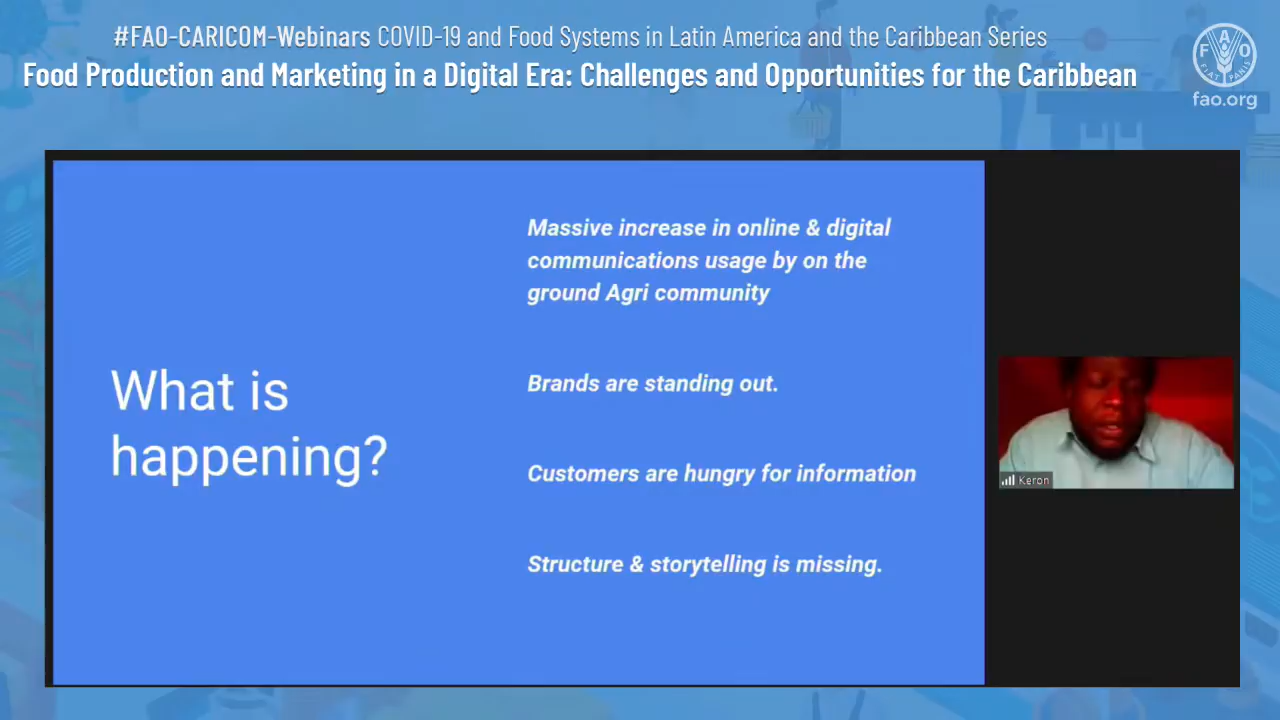 #FAO-CARICOM-Webinars COVID-19 and Food Systems in Latin America and the Caribbean Series
Food Production and Marketing in a Digital Era: Challenges and Opportunities for the Caribbean
FAO
FIAT PANIS
fao.org
What is
happening?
Massive increase in online & digital
communications usage by on the
ground Agri community
Brands are standing out.
Customers are hungry for information
Structure & storytelling is missing.
Keron